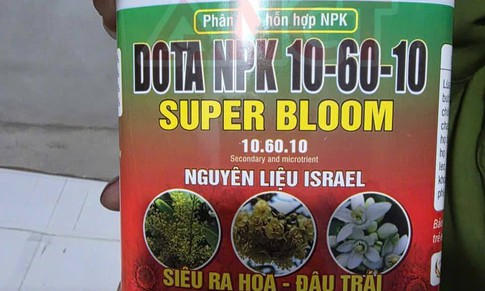 Phân hỗn hợp NPK
DOTA NPK 10-60-10
SUPER BLOOM
10.60.10
Secondary and microtrient
NGUYÊN LIỆU ISRAEL
SIÊU RA HOA - ĐẬU TRÁI